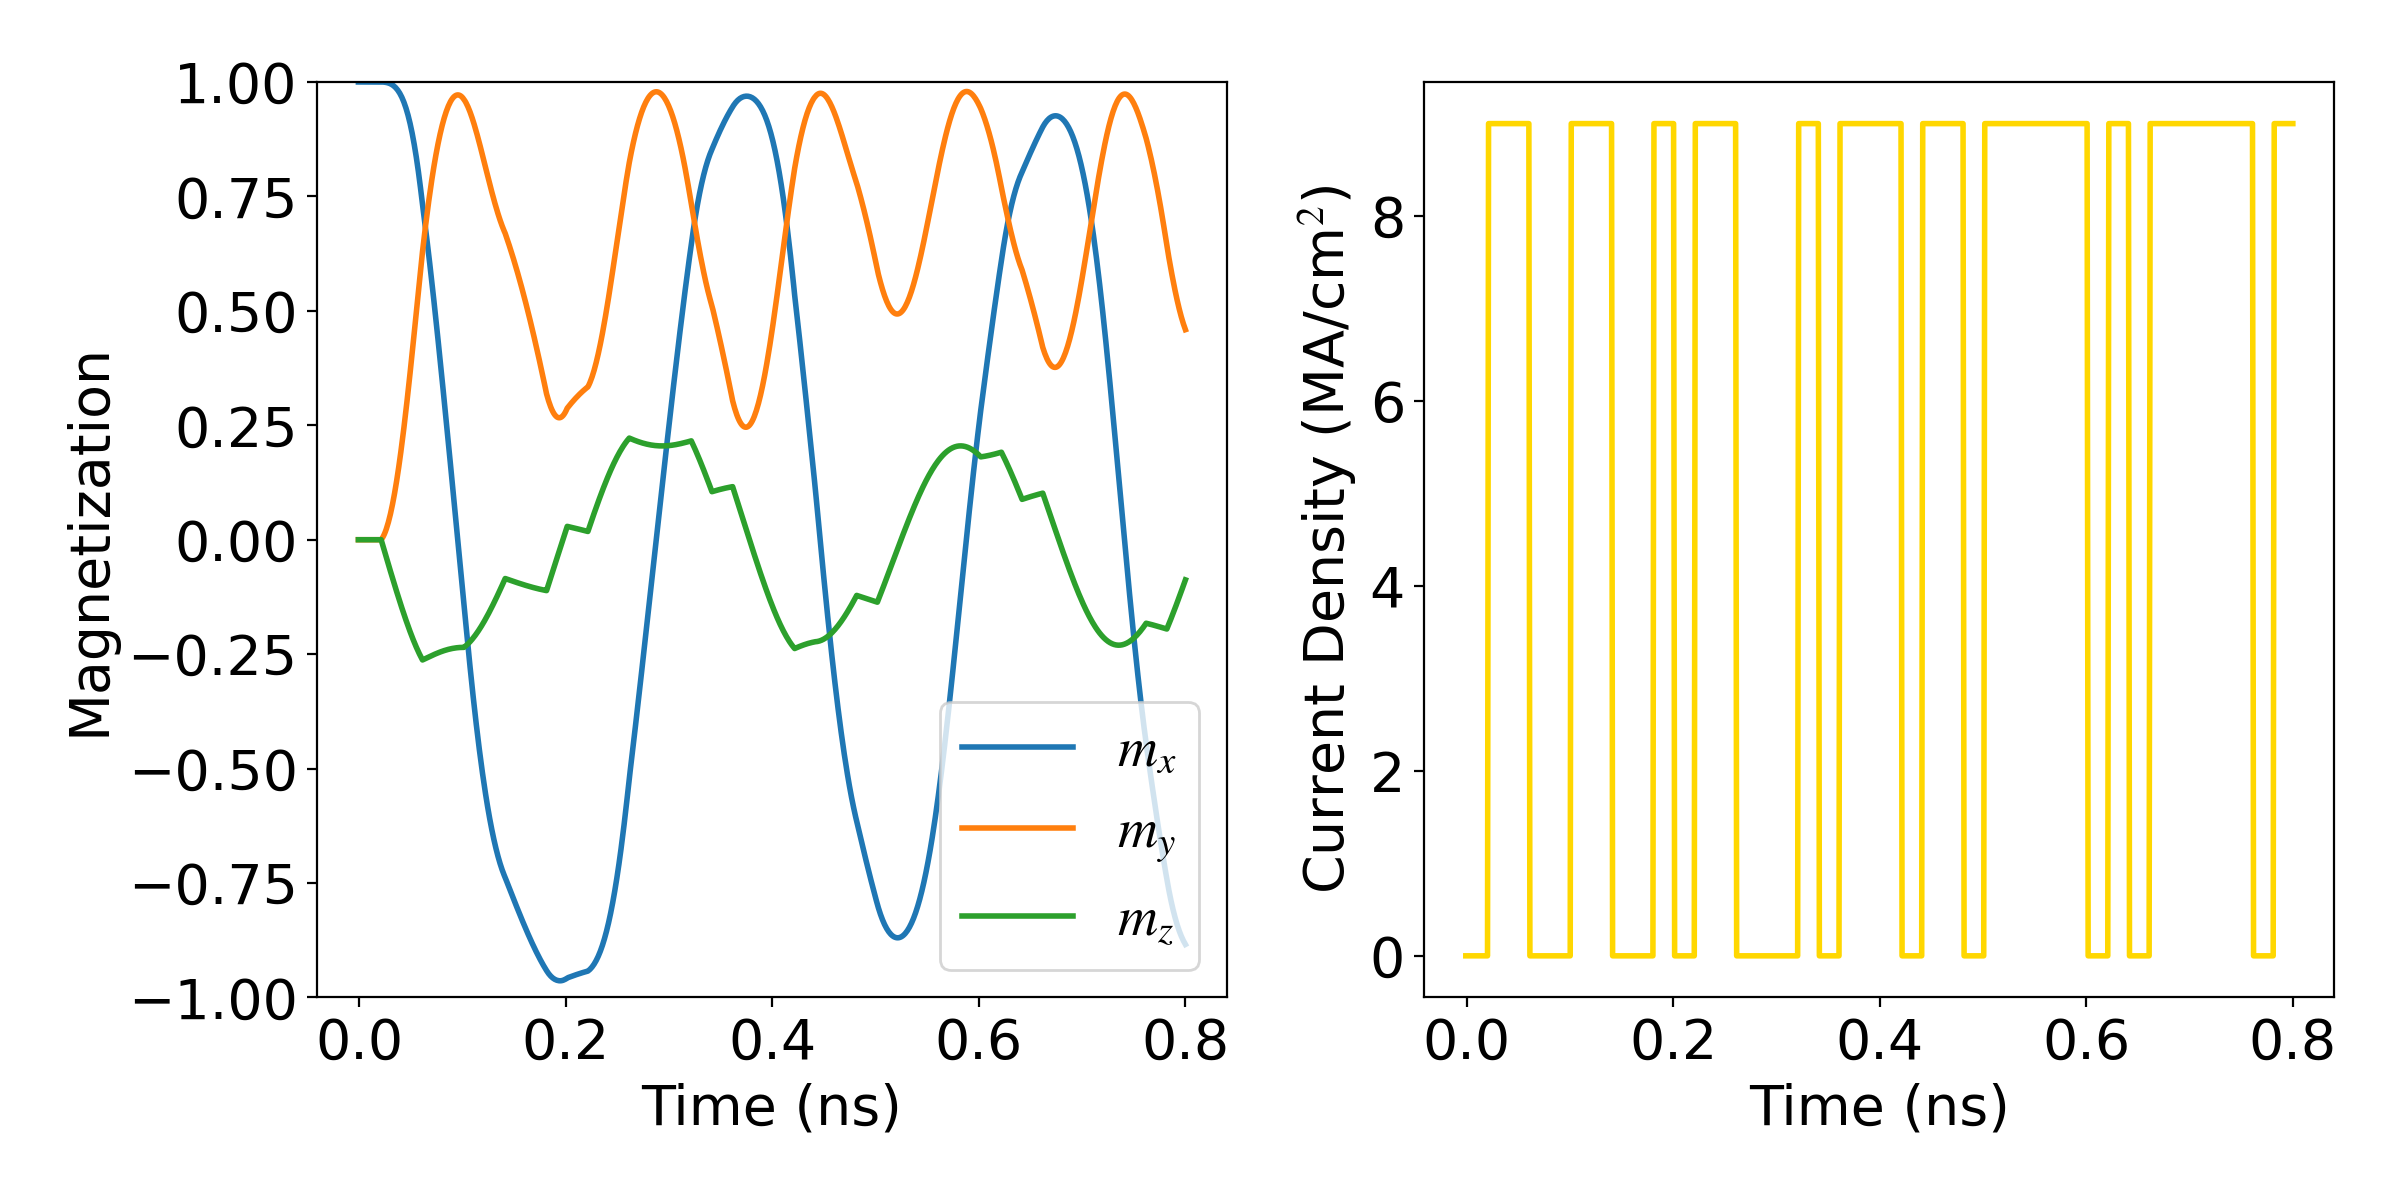 Magnetization
1.00
0.75
0.50
0.25
0.00
−0.25
−0.50
−0.75
−1.00
0.0 0.2 0.4 0.6 0.8
Time (ns)
m_x
m_y
m_z
Current Density (MA/cm²)
8
6
4
2
0
0.0 0.2 0.4 0.6 0.8
Time (ns)